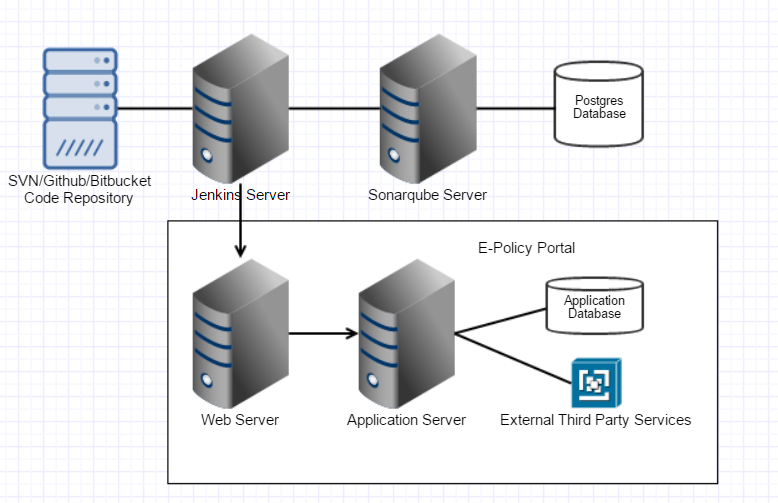 SVN/Github/Bitbucket
Code Repository
Jenkins Server
Sonarqube Server
Postgres
Database
E-Policy Portal
Web Server
Application Server
Application
Database
External Third Party Services